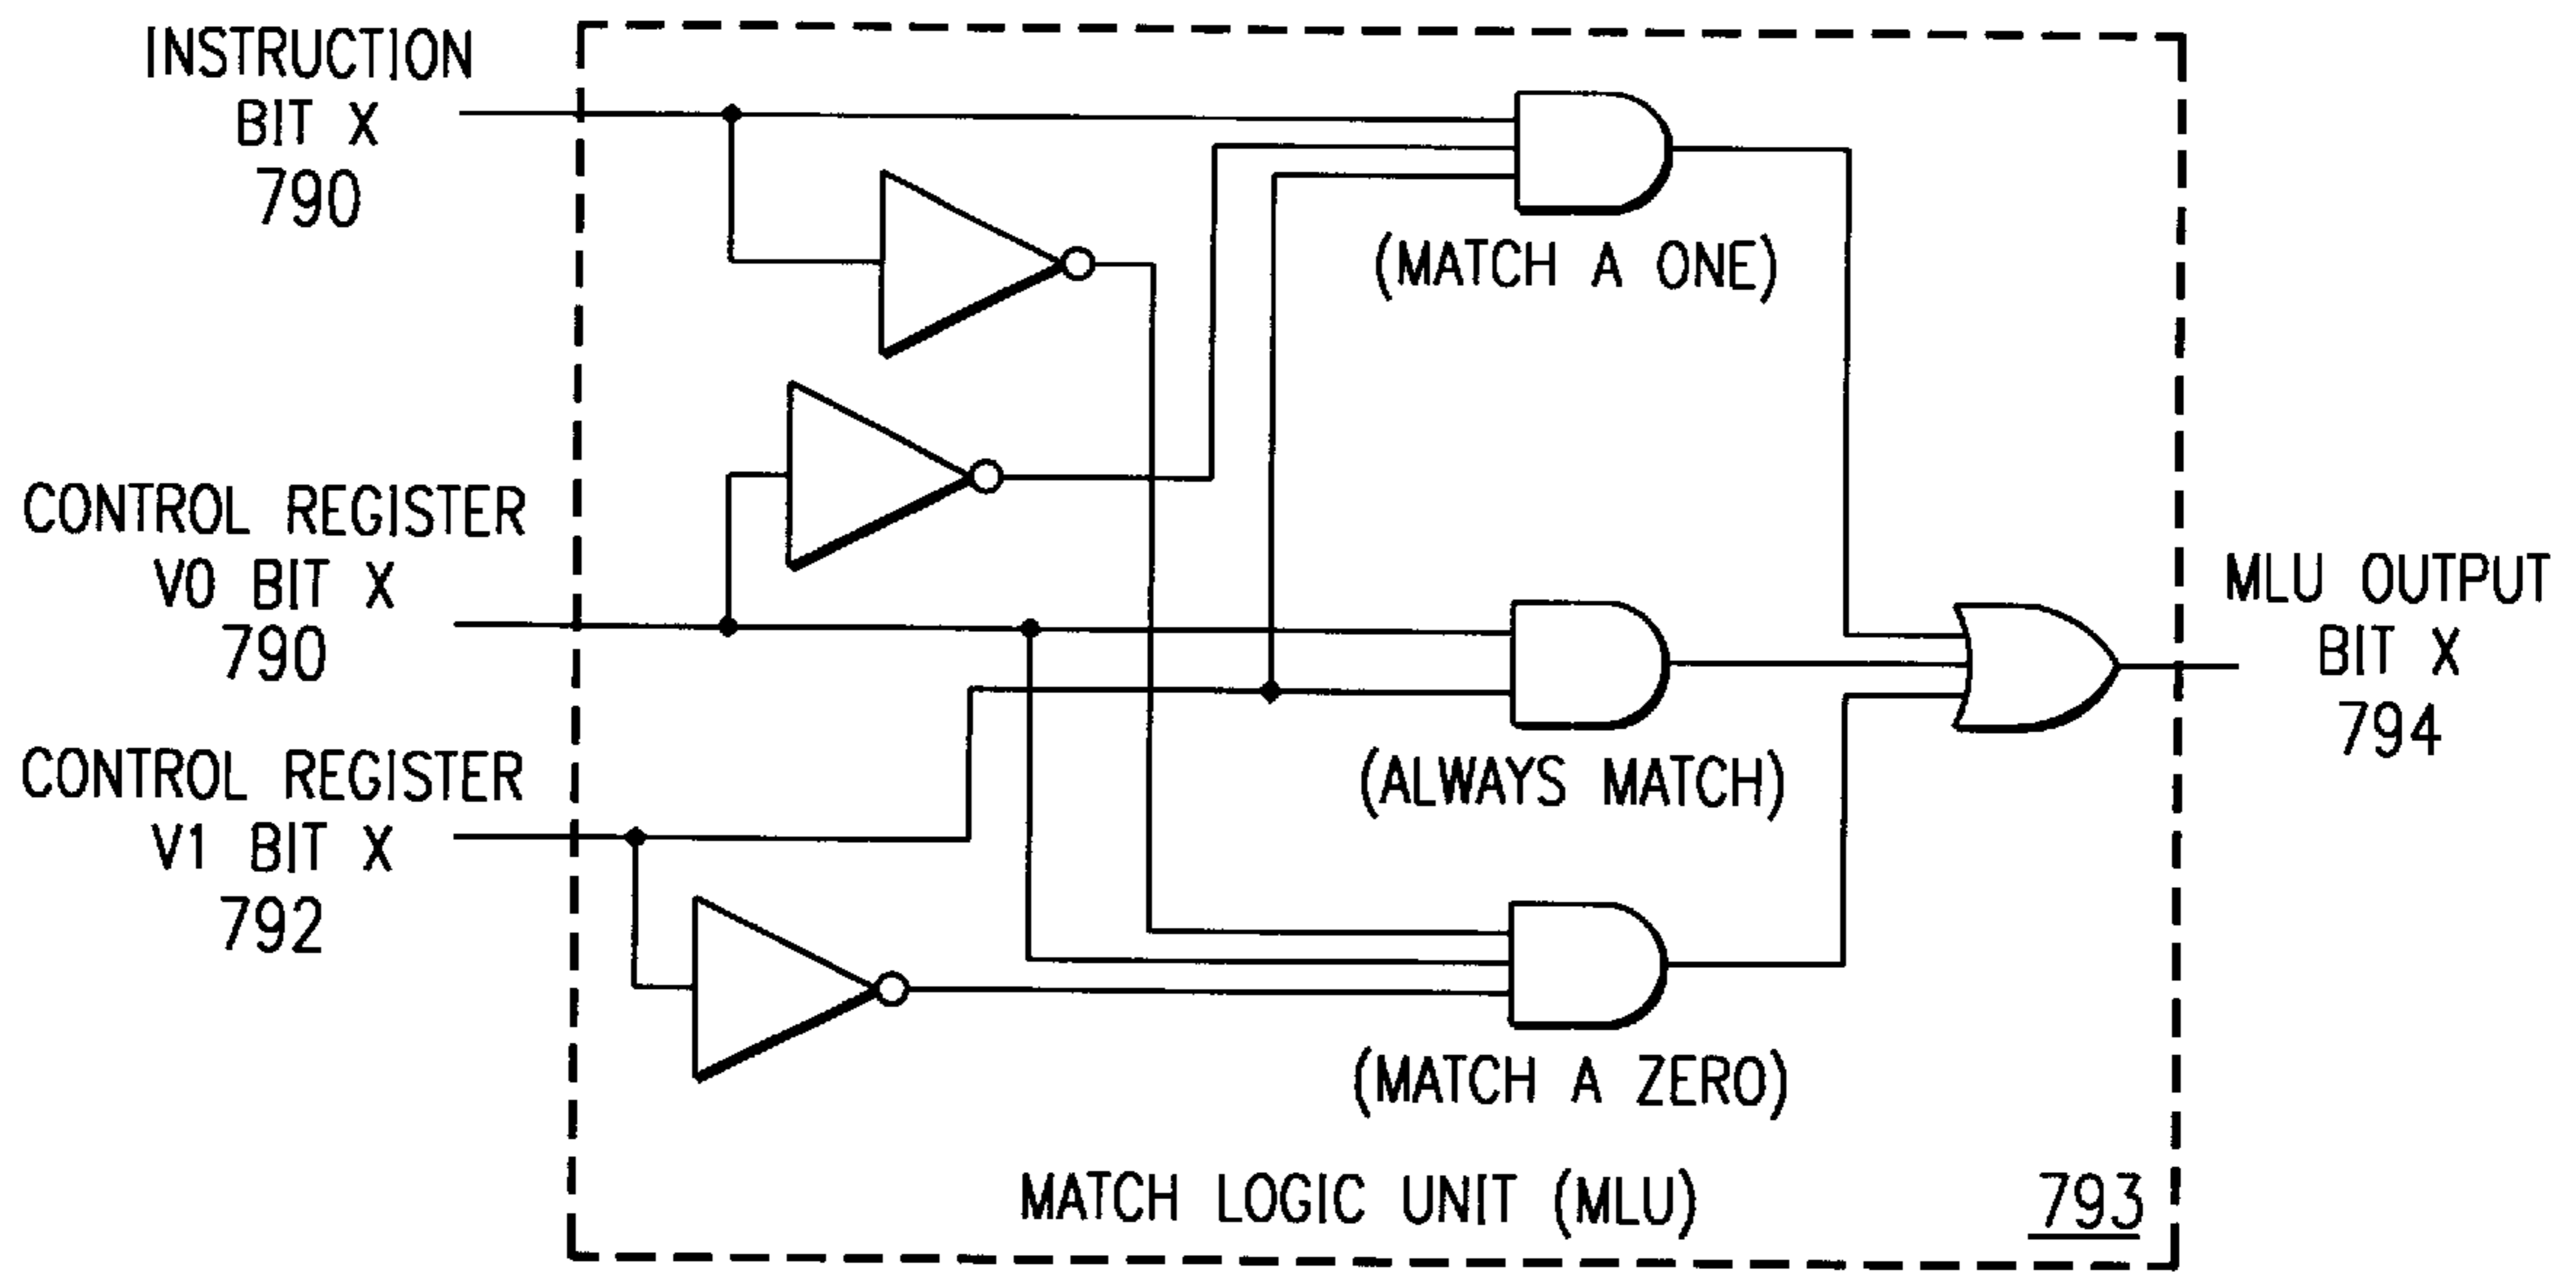 INSTRUCTION
BIT X
790
(MATCH A ONE)
CONTROL REGISTER
V0 BIT X
790
MLU OUTPUT
BIT X
794
CONTROL REGISTER
V1 BIT X
792
(ALWAYS MATCH)
(MATCH A ZERO)
MATCH LOGIC UNIT (MLU)
793